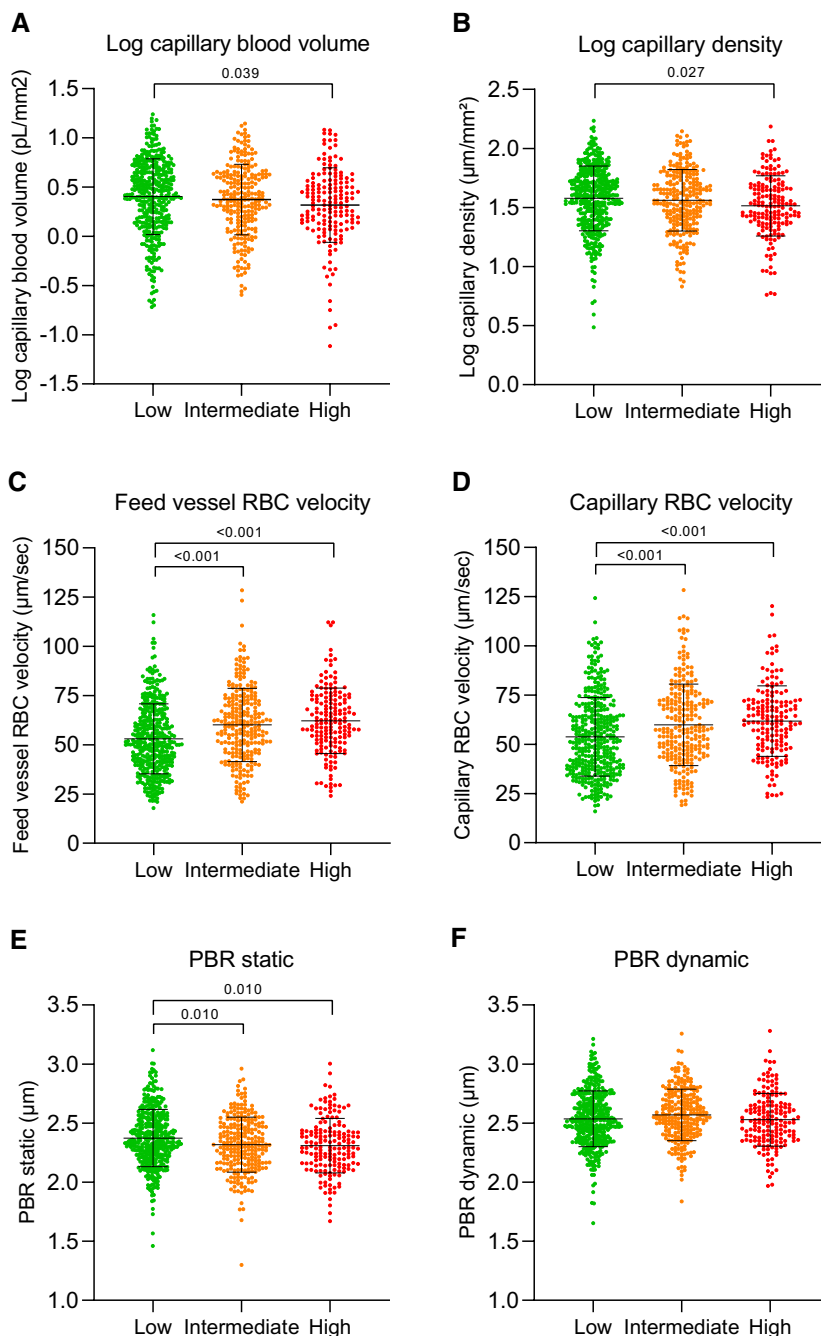 A
Log capillary blood volume
0.039
Log capillary blood volume (pL/mm2)
1.5
1.0
0.5
0.0
-0.5
-1.0
-1.5
Low Intermediate High
B
Log capillary density
0.027
Log capillary density (µm/mm²)
2.5
2.0
1.5
1.0
0.5
0.0
Low Intermediate High
C
Feed vessel RBC velocity
<0.001
<0.001
Feed vessel RBC velocity (µm/sec)
150
125
100
75
50
25
0
Low Intermediate High
D
Capillary RBC velocity
<0.001
<0.001
Capillary RBC velocity (µm/sec)
150
125
100
75
50
25
0
Low Intermediate High
E
PBR static
0.010
0.010
PBR static (µm)
3.5
3.0
2.5
2.0
1.5
1.0
Low Intermediate High
F
PBR dynamic
PBR dynamic (µm)
3.5
3.0
2.5
2.0
1.5
1.0
Low Intermediate High